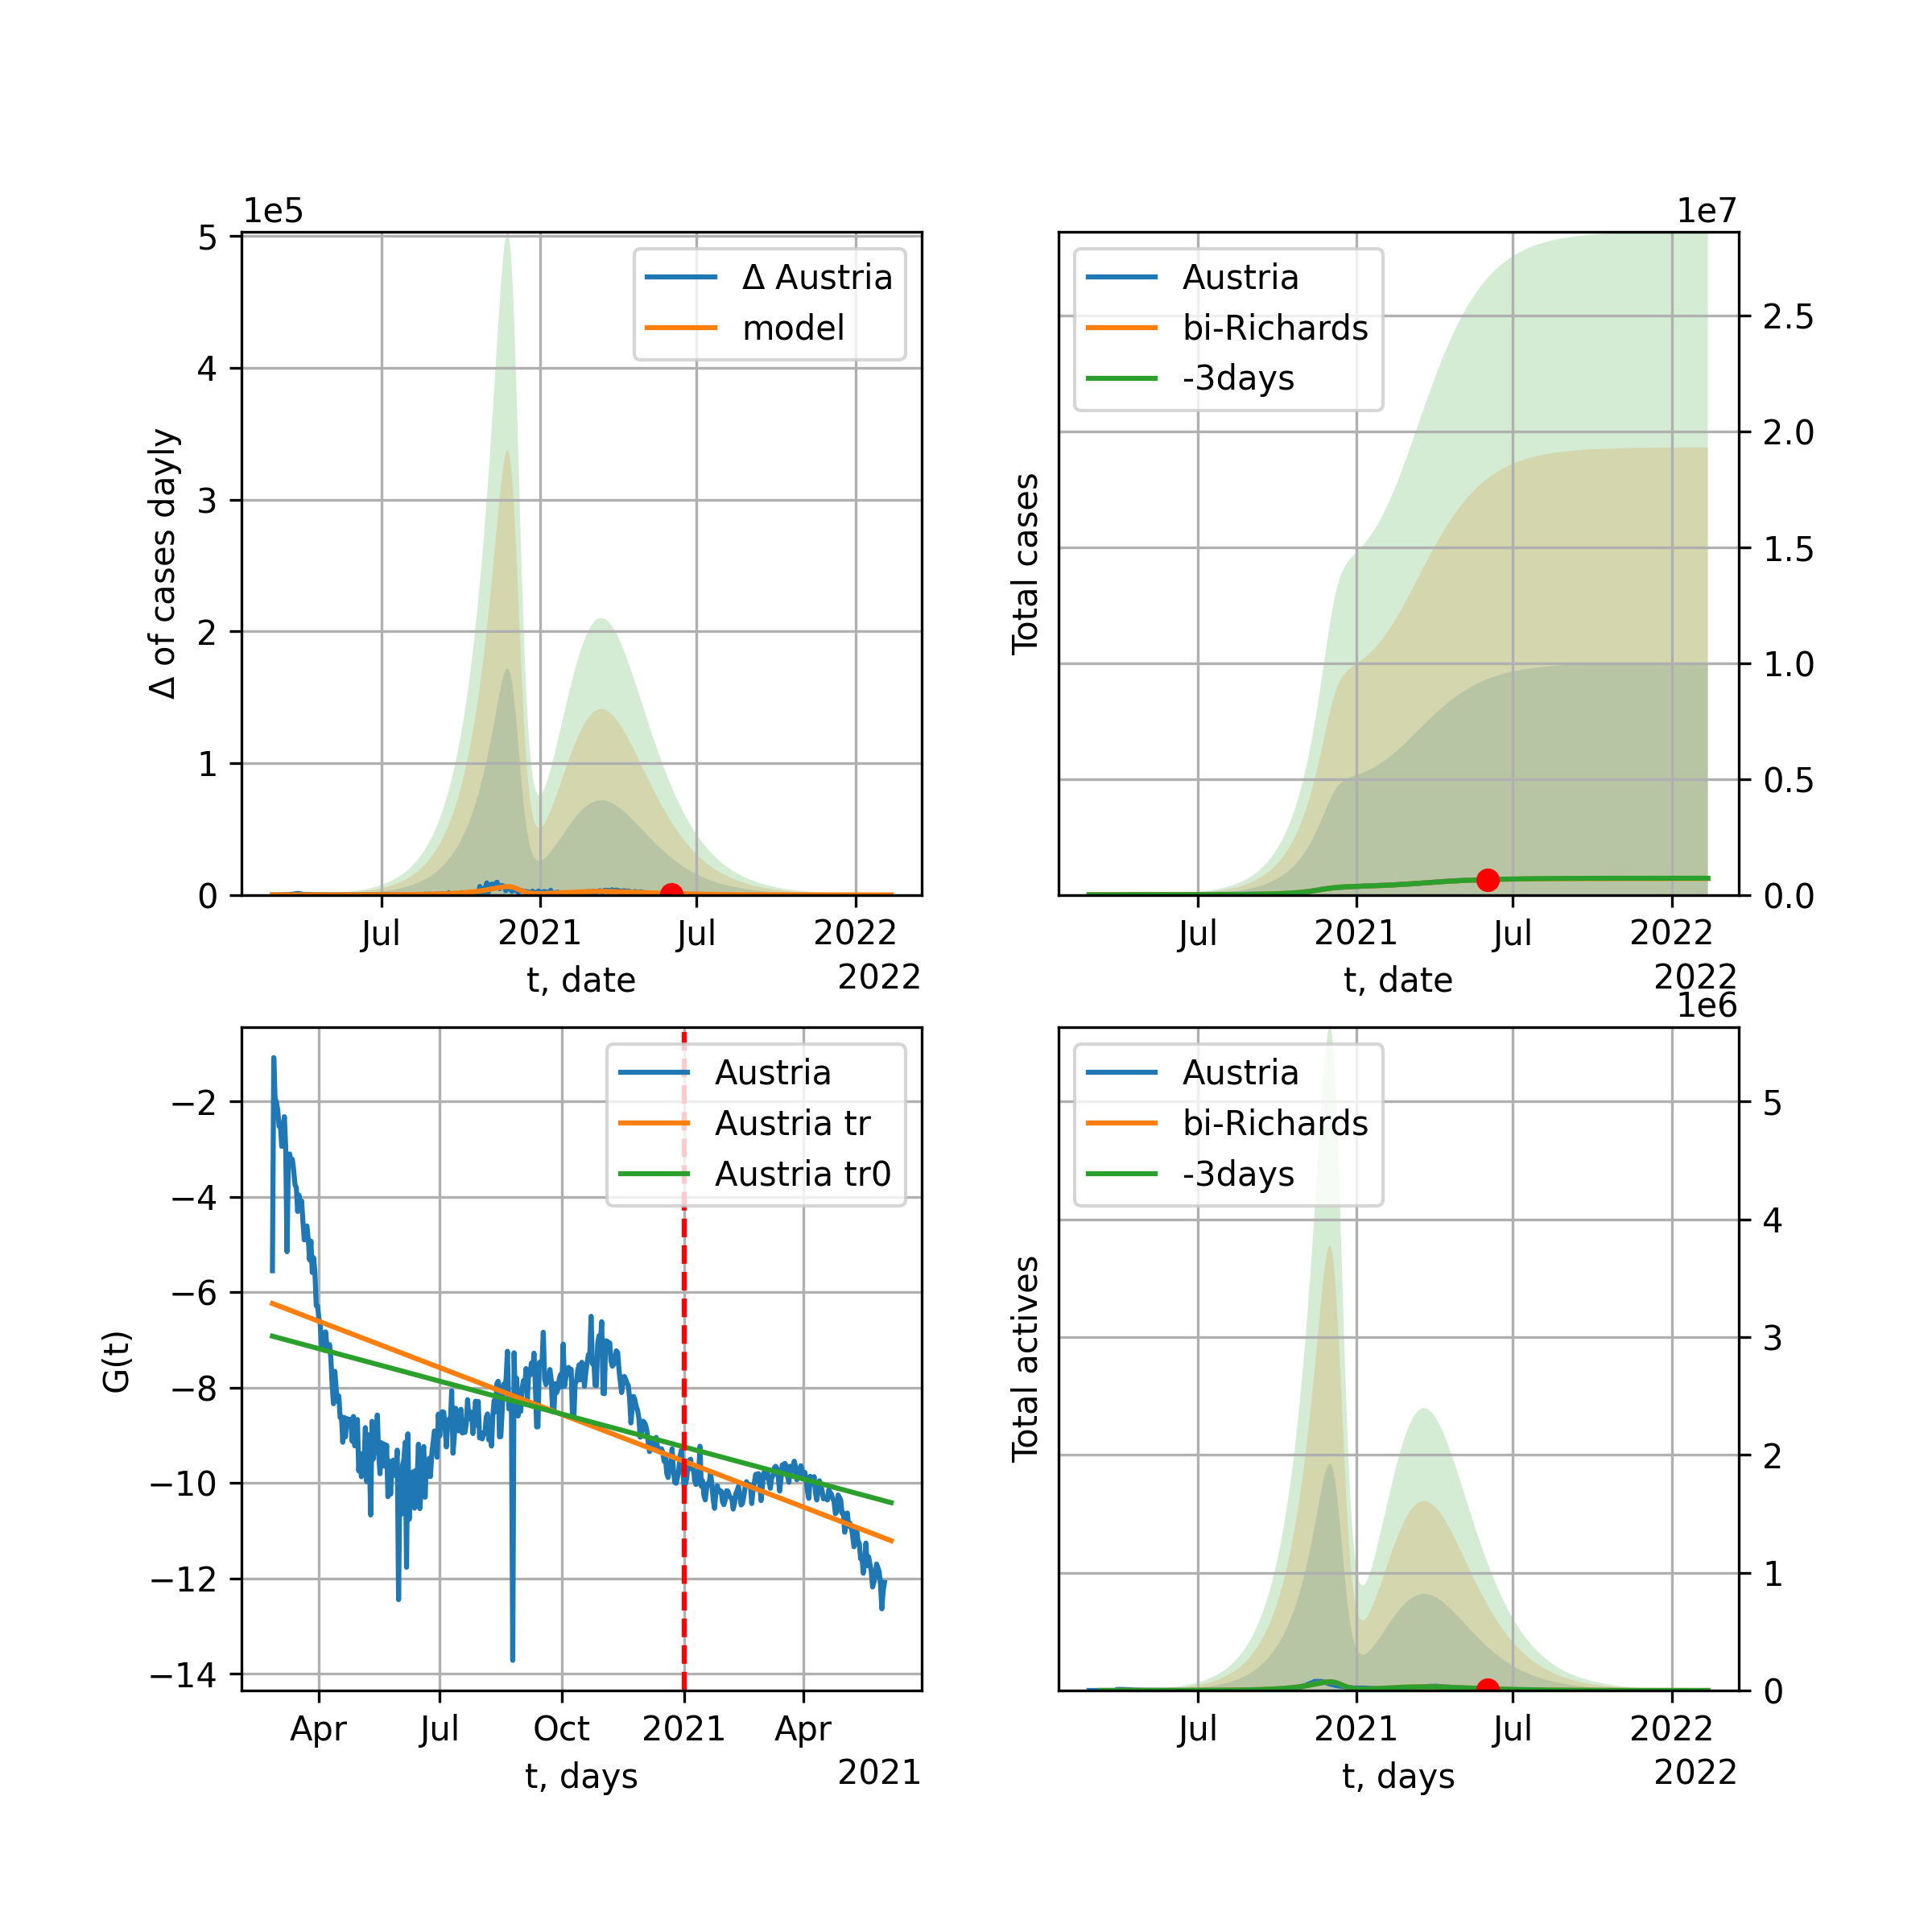 1e5
5
4
3
2
1
0
Δ of cases dayly
Δ Austria
model
Jul
2021
Jul
2022
t, date
2022
1e7
Total cases
Austria
bi-Richards
-3days
2.5
2.0
1.5
1.0
0.5
0.0
Jul
2021
Jul
2022
t, date
2022
−2
−4
−6
−8
−10
−12
−14
G(t)
Austria
Austria tr
Austria tr0
Apr
Jul
Oct
2021
Apr
t, days
2021
1e6
Total actives
Austria
bi-Richards
-3days
5
4
3
2
1
0
Jul
2021
Jul
2022
t, days
2022